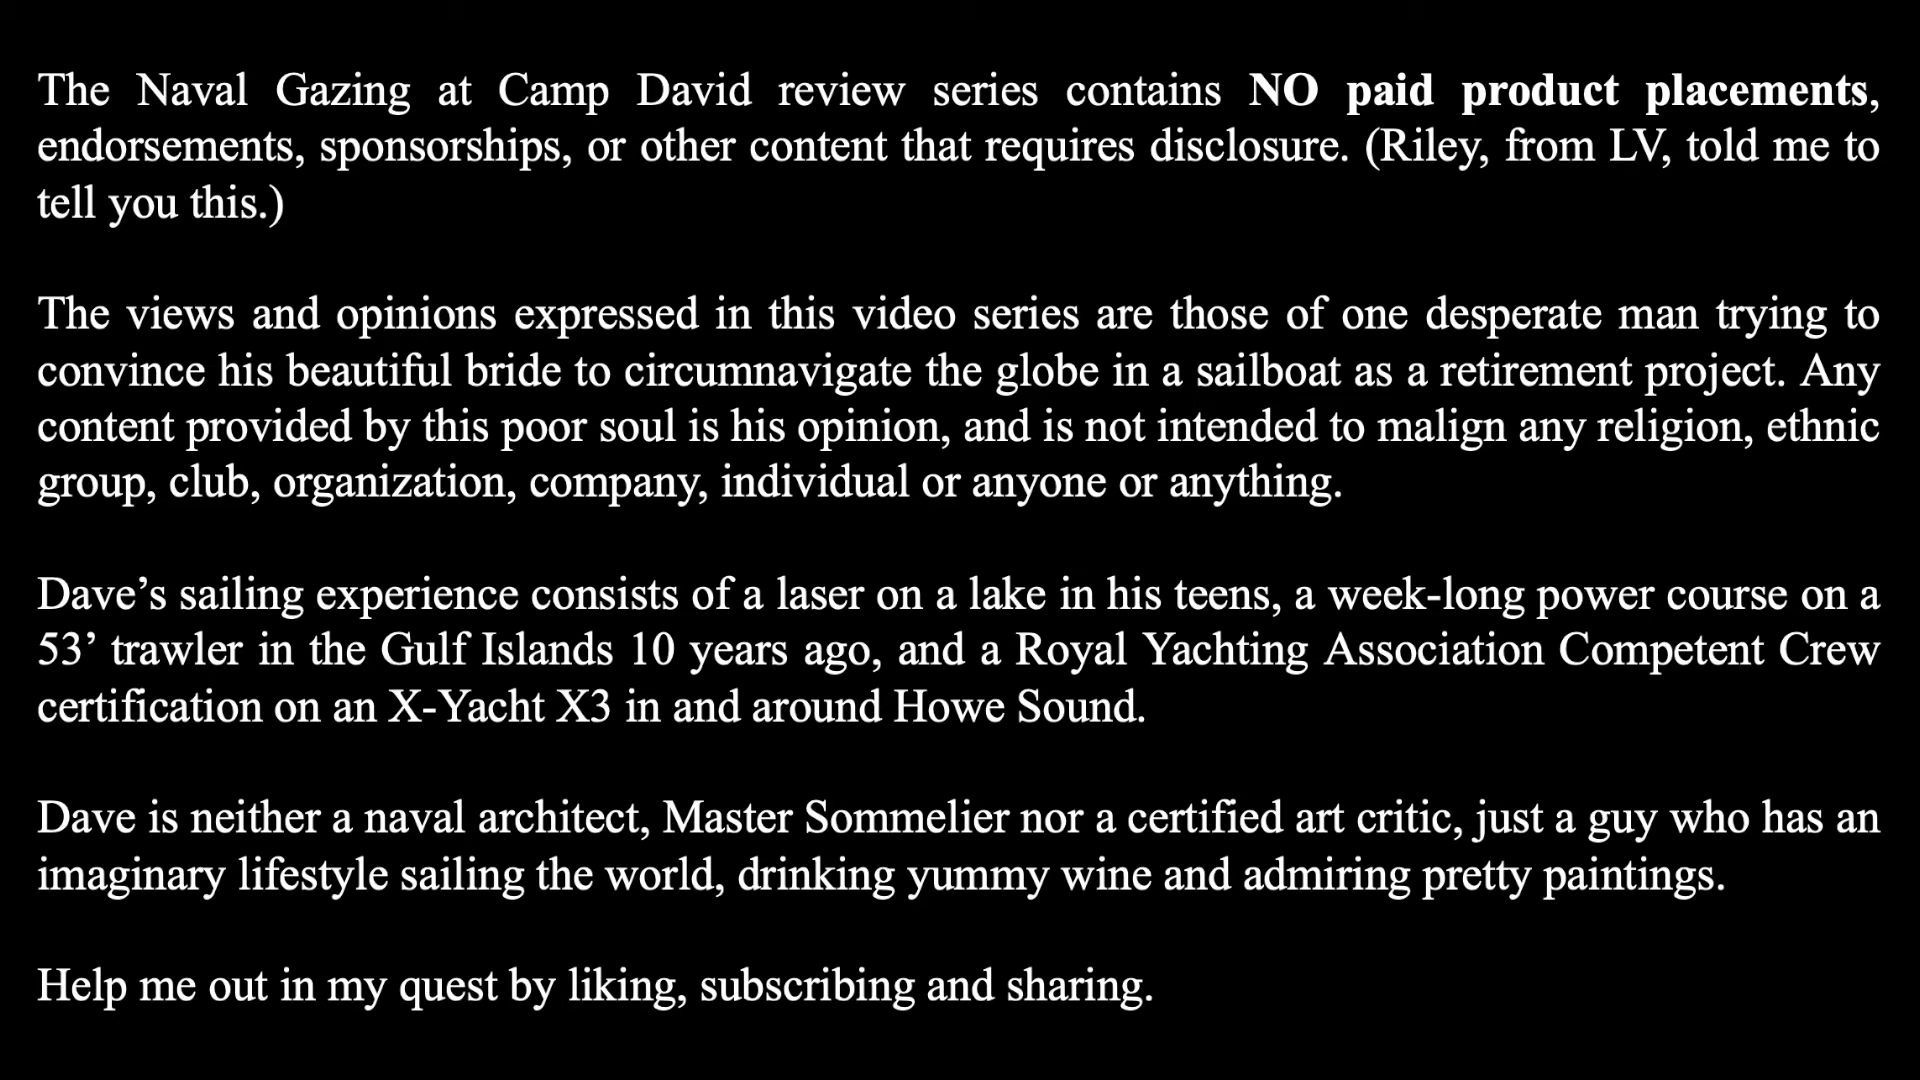 The Naval Gazing at Camp David review series contains NO paid product placements,
endorsements, sponsorships, or other content that requires disclosure. (Riley, from LV, told me to
tell you this.)
The views and opinions expressed in this video series are those of one desperate man trying to
convince his beautiful bride to circumnavigate the globe in a sailboat as a retirement project. Any
content provided by this poor soul is his opinion, and is not intended to malign any religion, ethnic
group, club, organization, company, individual or anyone or anything.
Dave’s sailing experience consists of a laser on a lake in his teens, a week-long power course on a
53’ trawler in the Gulf Islands 10 years ago, and a Royal Yachting Association Competent Crew
certification on an X-Yacht X3 in and around Howe Sound.
Dave is neither a naval architect, Master Sommelier nor a certified art critic, just a guy who has an
imaginary lifestyle sailing the world, drinking yummy wine and admiring pretty paintings.
Help me out in my quest by liking, subscribing and sharing.